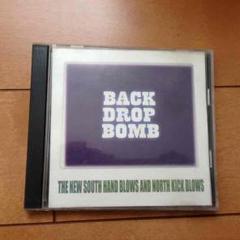 BACK
DROP
BOMB
THE NEW SOUTH HAND BLOWS AND NORTH KICK BLOWS